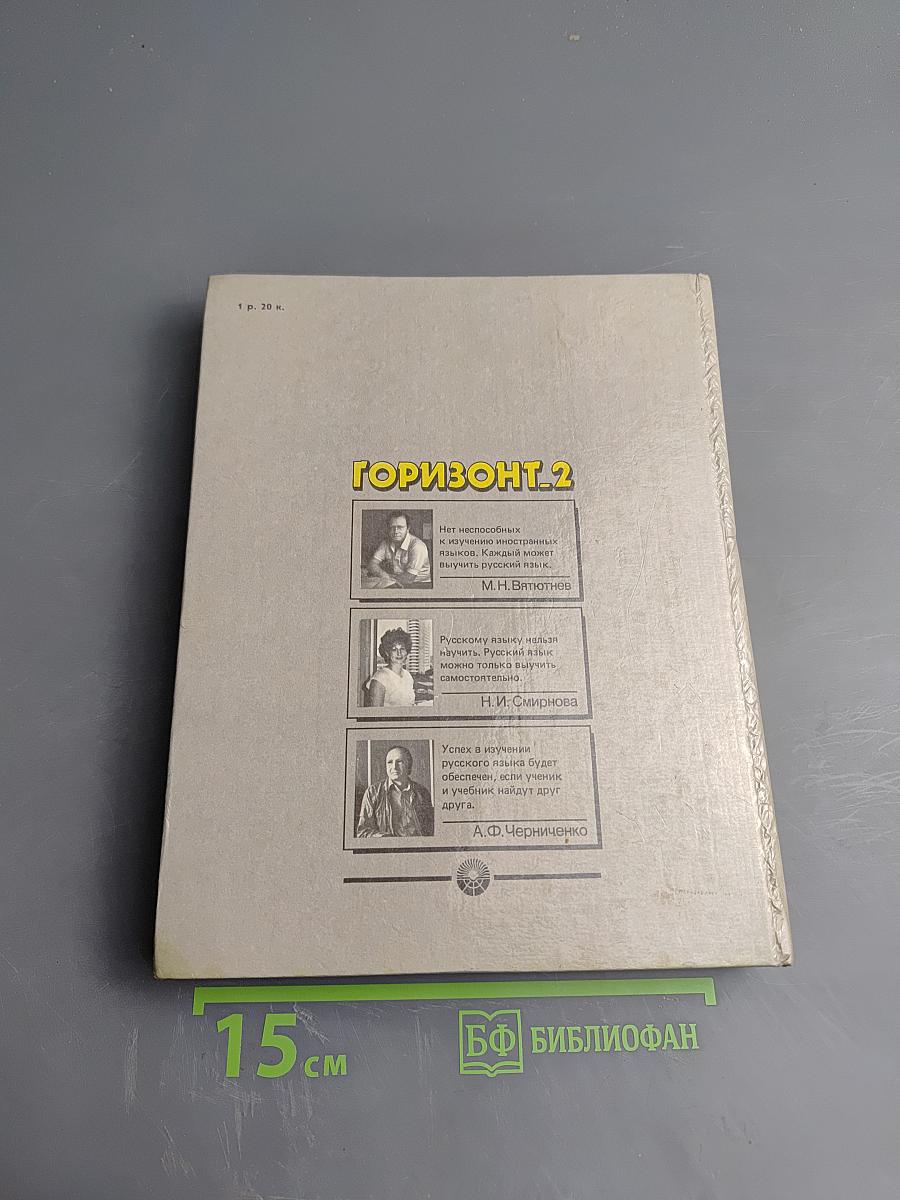 1 р. 20 к.
ГОРИЗОНТ_2
Нет неспособных
к изучению иностранных
языков. Каждый может
выучить русский язык.
М.Н.Вятютнев
Русскому языку нельзя
научить. Русский язык
можно только выучить
самостоятельно.
Н.И.Смирнова
Успех в изучении
русского языка будет
обеспечен, если ученик
и учебник найдут друг
друга.
А.Ф.Черниченко
15 см
БФ БИБЛИОФАН